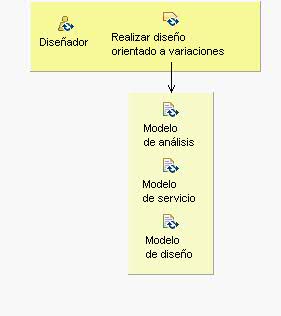 Diseñador
Realizar diseño
orientado a variaciones
Modelo
de análisis
Modelo
de servicio
Modelo
de diseño